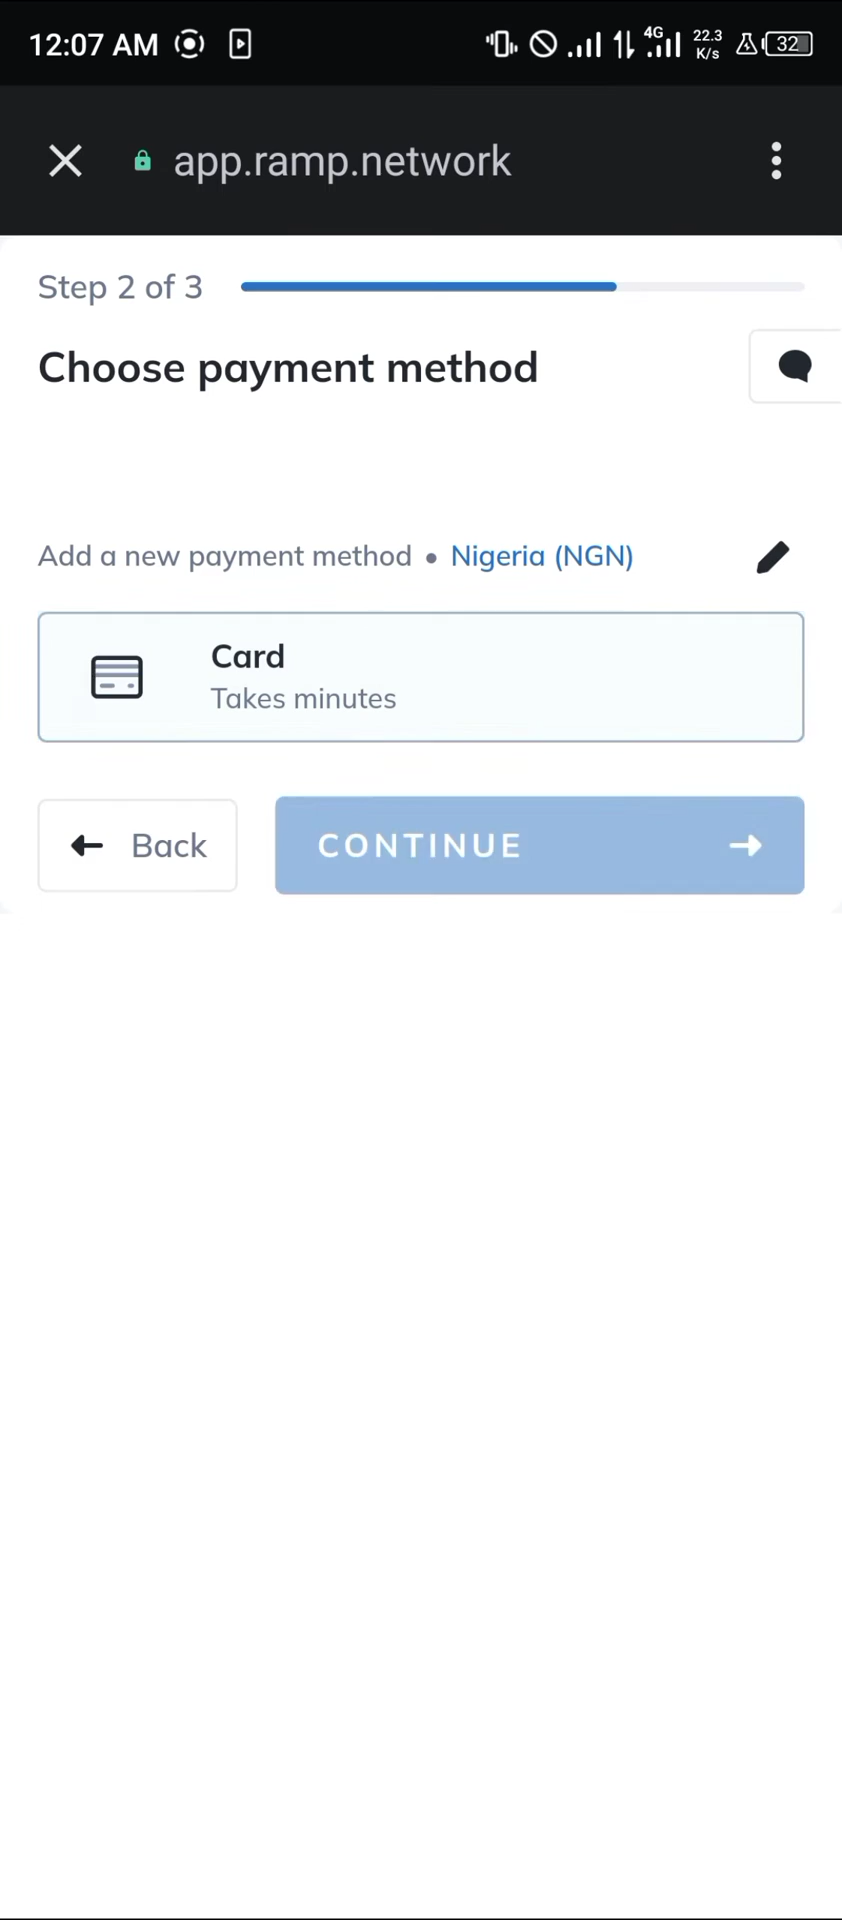 12:07 AM 4G 22.3 K/s 32
app.ramp.network
Step 2 of 3
Choose payment method
Add a new payment method • Nigeria (NGN)
Card
Takes minutes
Back CONTINUE